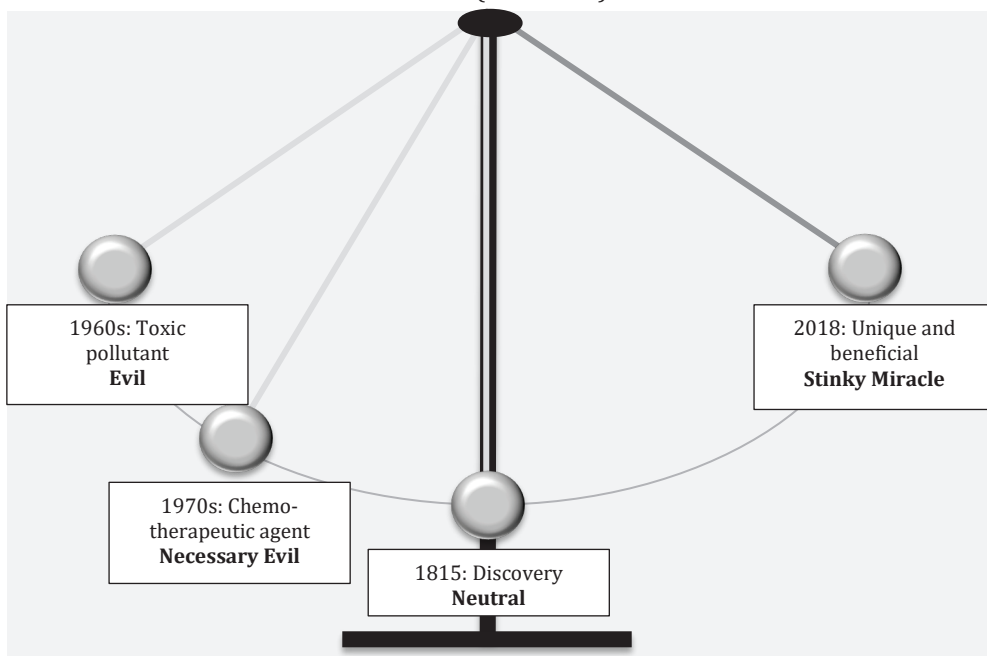 1960s: Toxic
pollutant
Evil
2018: Unique and
beneficial
Stinky Miracle
1970s: Chemo-
therapeutic agent
Necessary Evil
1815: Discovery
Neutral